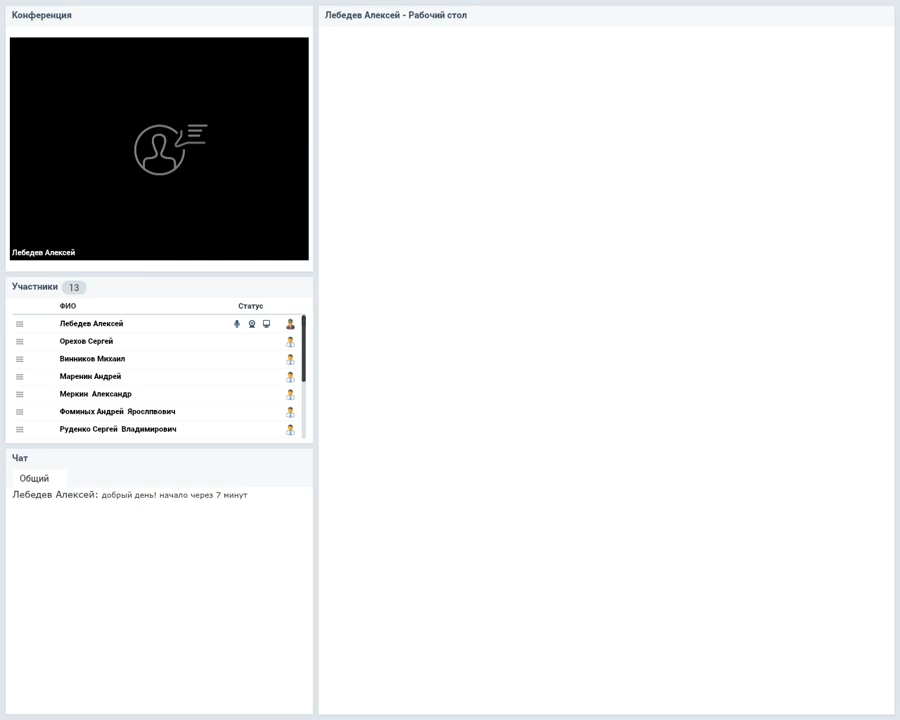 Конференция
Лебедев Алексей
Участники 13
ФИО Статус
Лебедев Алексей
Орехов Сергей
Винников Михаил
Маренин Андрей
Меркин Александр
Фоминых Андрей Ярослпвович
Руденко Сергей Владимирович
Чат
Общий
Лебедев Алексей: добрый день! начало через 7 минут
Лебедев Алексей - Рабочий стол